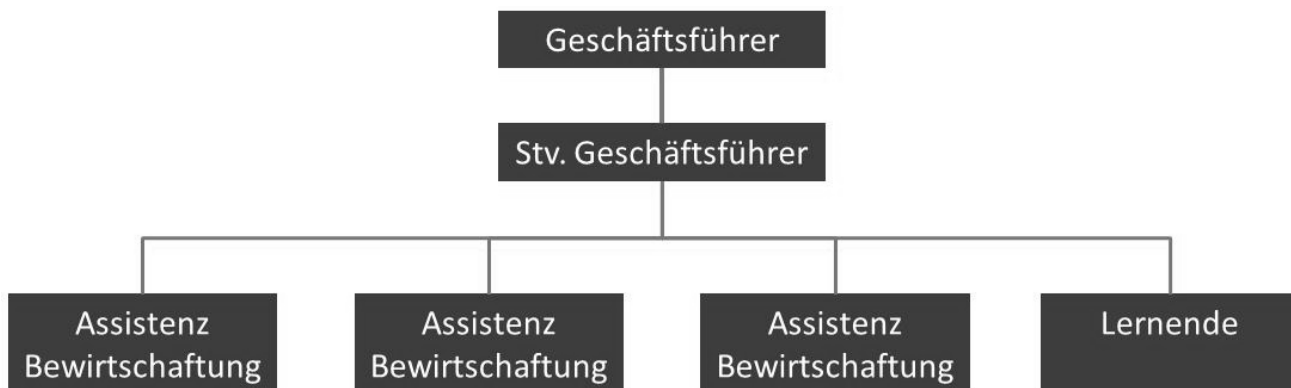 Geschäftsführer
Stv. Geschäftsführer
Assistenz
Bewirtschaftung
Assistenz
Bewirtschaftung
Assistenz
Bewirtschaftung
Lernende